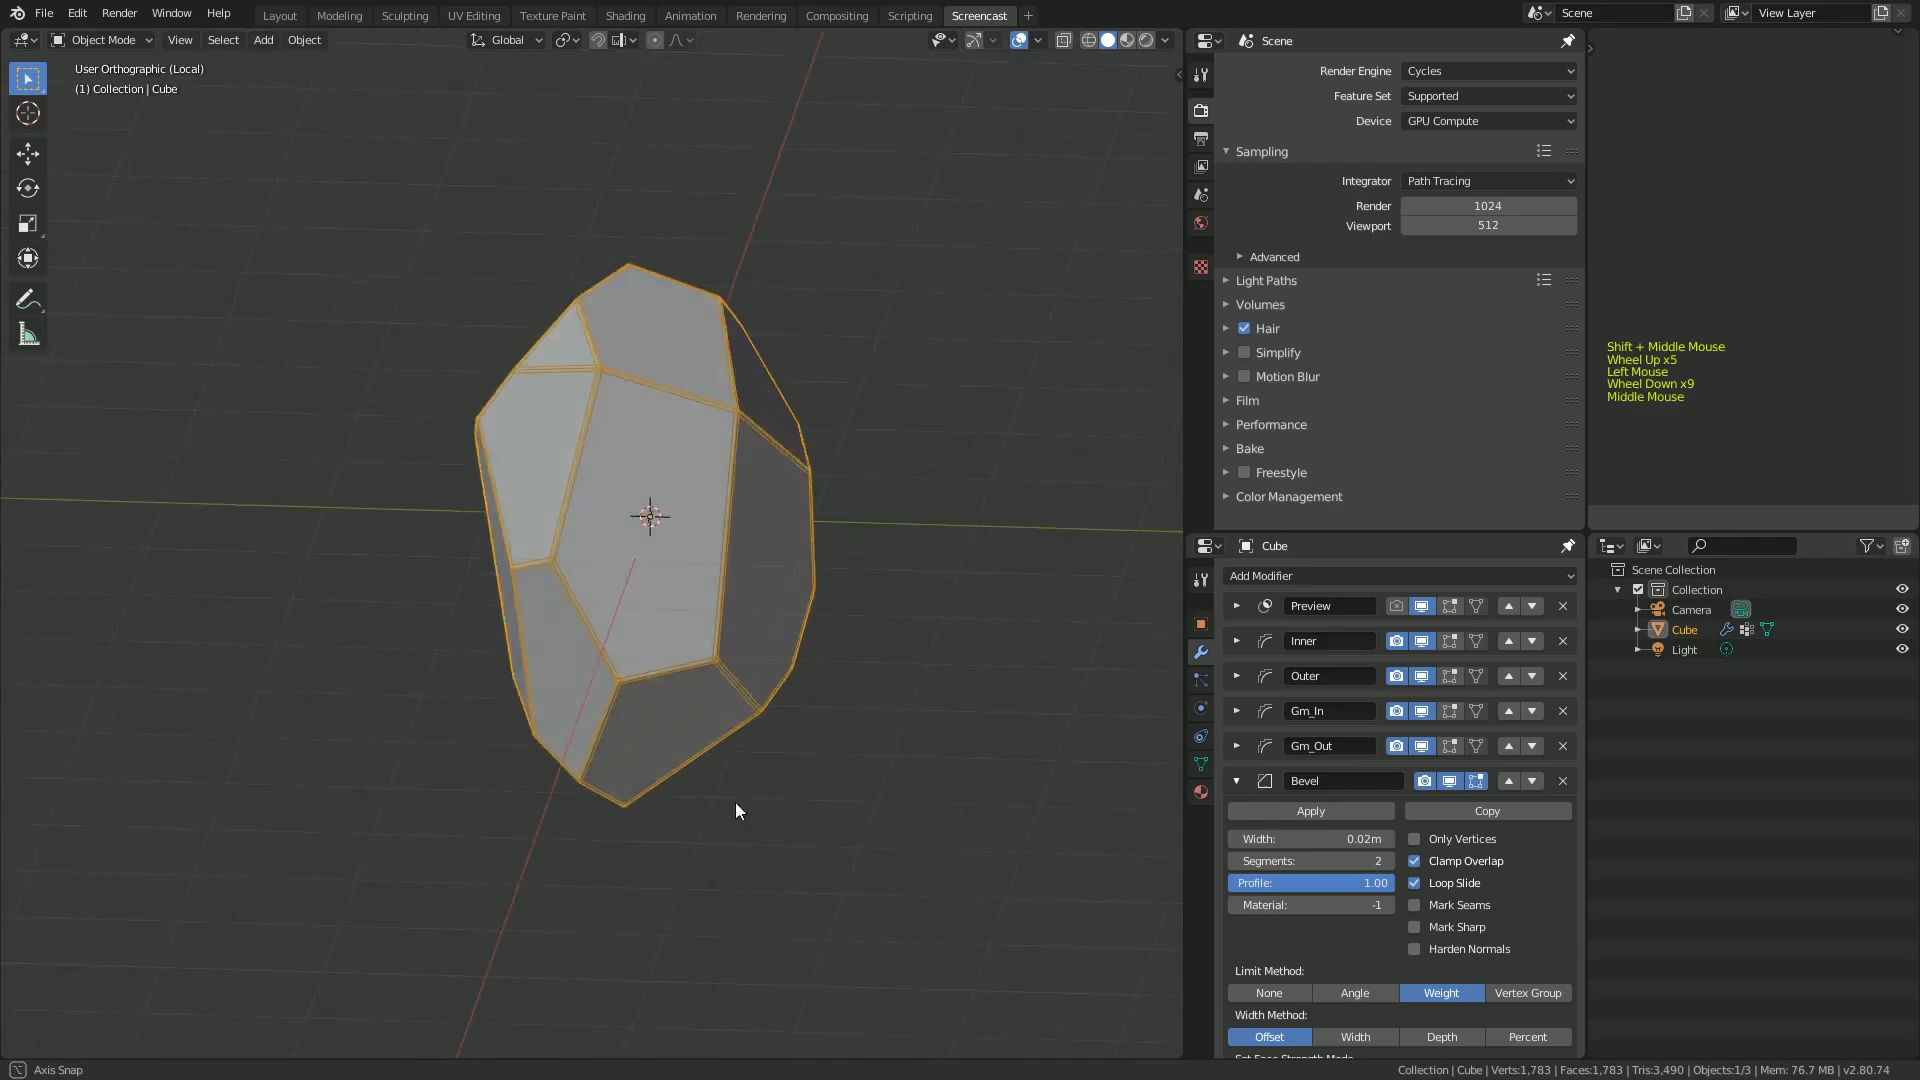 File Edit Render Window Help Layout Modeling Sculpting UV Editing Texture Paint Shading Animation Rendering Compositing Scripting Screencast + Scene View Layer
Object Mode View Select Add Object Global
User Orthographic (Local)
(1) Collection | Cube
Scene
Render Engine Cycles
Feature Set Supported
Device GPU Compute
Sampling
Integrator Path Tracing
Render 1024
Viewport 512
Advanced
Light Paths
Volumes
Hair
Simplify
Motion Blur
Film
Performance
Bake
Freestyle
Color Management
Shift + Middle Mouse
Wheel Up x5
Left Mouse
Wheel Down x9
Middle Mouse
Cube
Add Modifier
Preview
Inner
Outer
Gm_In
Gm_Out
Bevel
Apply Copy
Width: 0.02m Only Vertices
Segments: 2 Clamp Overlap
Profile: 1.00 Loop Slide
Material: -1 Mark Seams
Mark Sharp
Harden Normals
Limit Method:
None Angle Weight Vertex Group
Width Method:
Offset Width Depth Percent
Set Face Strength Mode
Scene Collection
Collection
Camera
Cube
Light
Axis Snap
Collection | Cube | Verts:1,783 | Faces:1,783 | Tris:3,490 | Objects:1/3 | Mem: 76.7 MB | v2.80.74